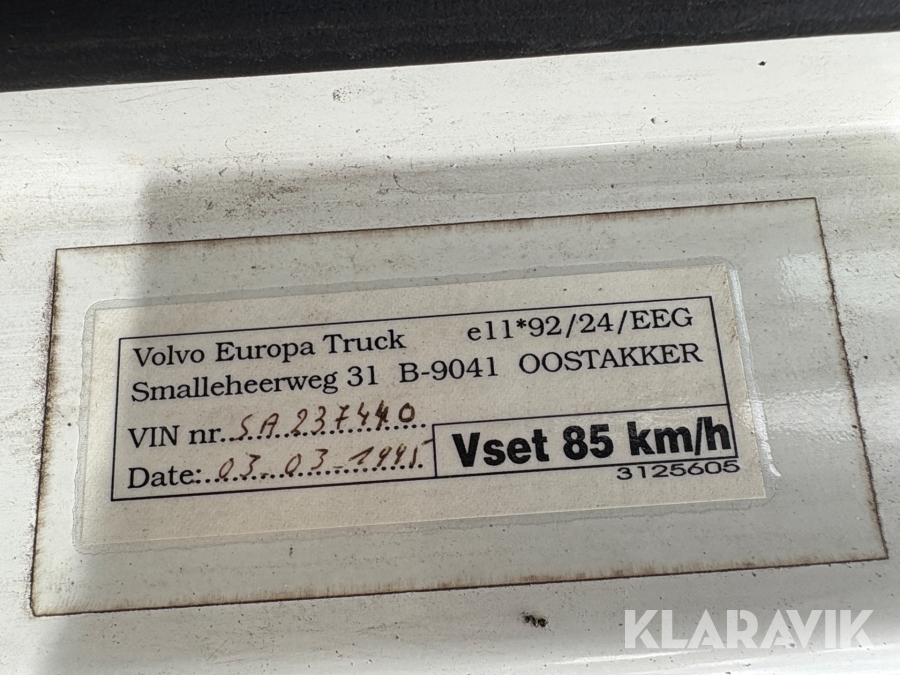 Volvo Europa Truck e11*92/24/EEG
Smalleheerweg 31 B-9041 OOSTAKKER
VIN nr. SA 237440
Date: 03-03-1995
Vset 85 km/h
3125605
KLARAVIK